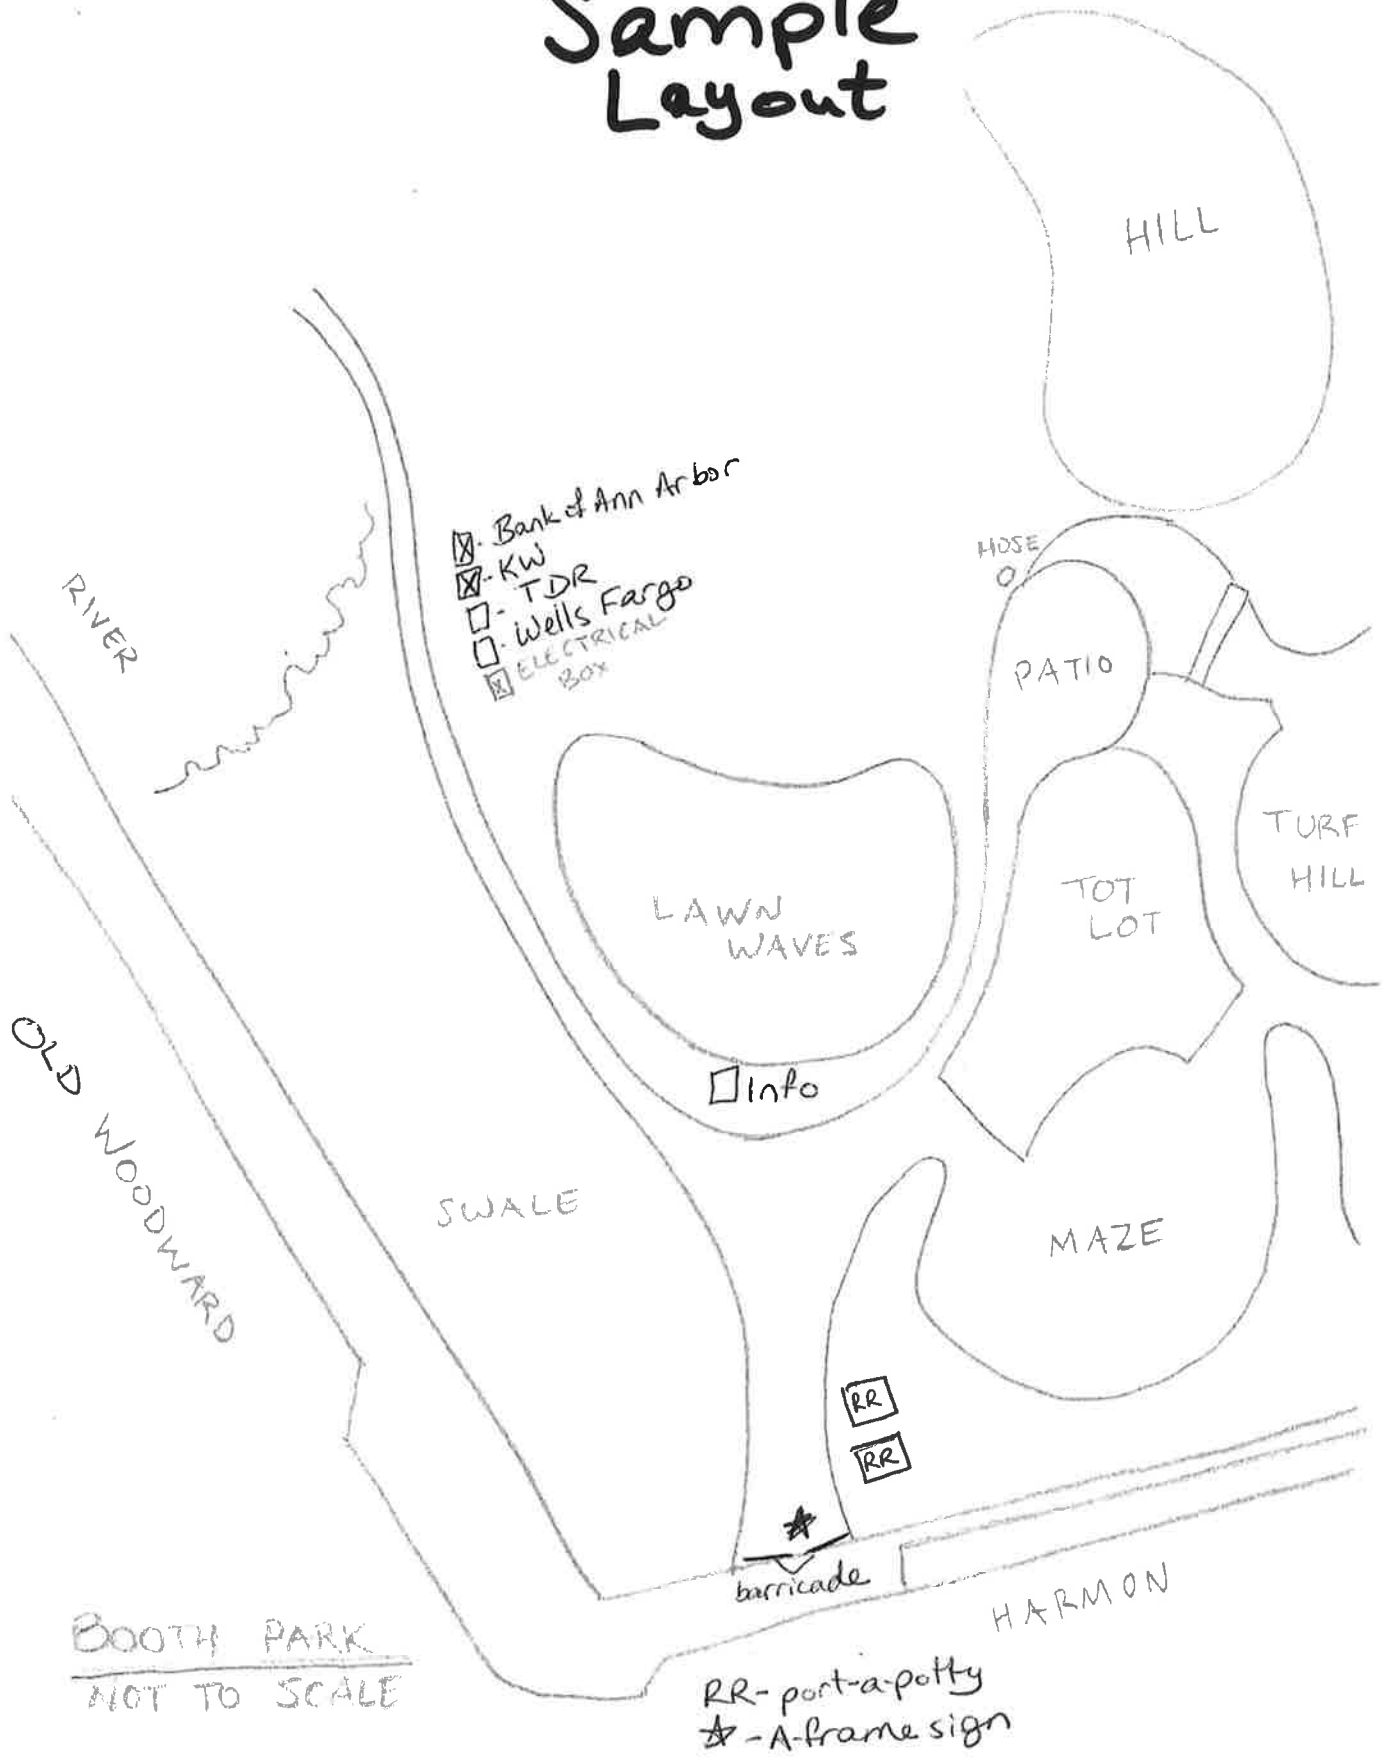 Sample
Layout
HILL
☒- Bank of Ann Arbor
☒- KW
☐- TDR
☐- Wells Fargo
☒ ELECTRICAL
BOX
HOSE
RIVER
PATIO
TURF
HILL
TOT
LOT
LAWN
WAVES
OLD WOODWARD
☐ Info
SWALE
MAZE
RR
RR
barricade
HARMON
BOOTH PARK
NOT TO SCALE
RR- port-a-potty
☆ - A-frame sign